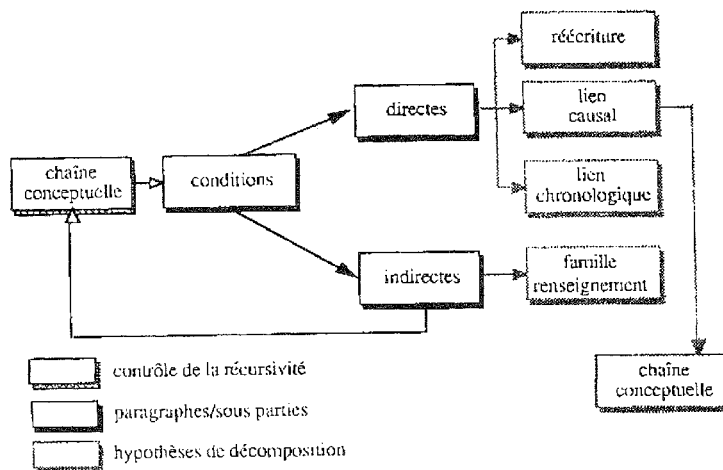 réécriture
directes
lien
causal
chaîne
conceptuelle
conditions
lien
chronologique
indirectes
famille
renseignement
contrôle de la récursivité
chaîne
conceptuelle
paragraphes/sous parties
hypothèses de décomposition